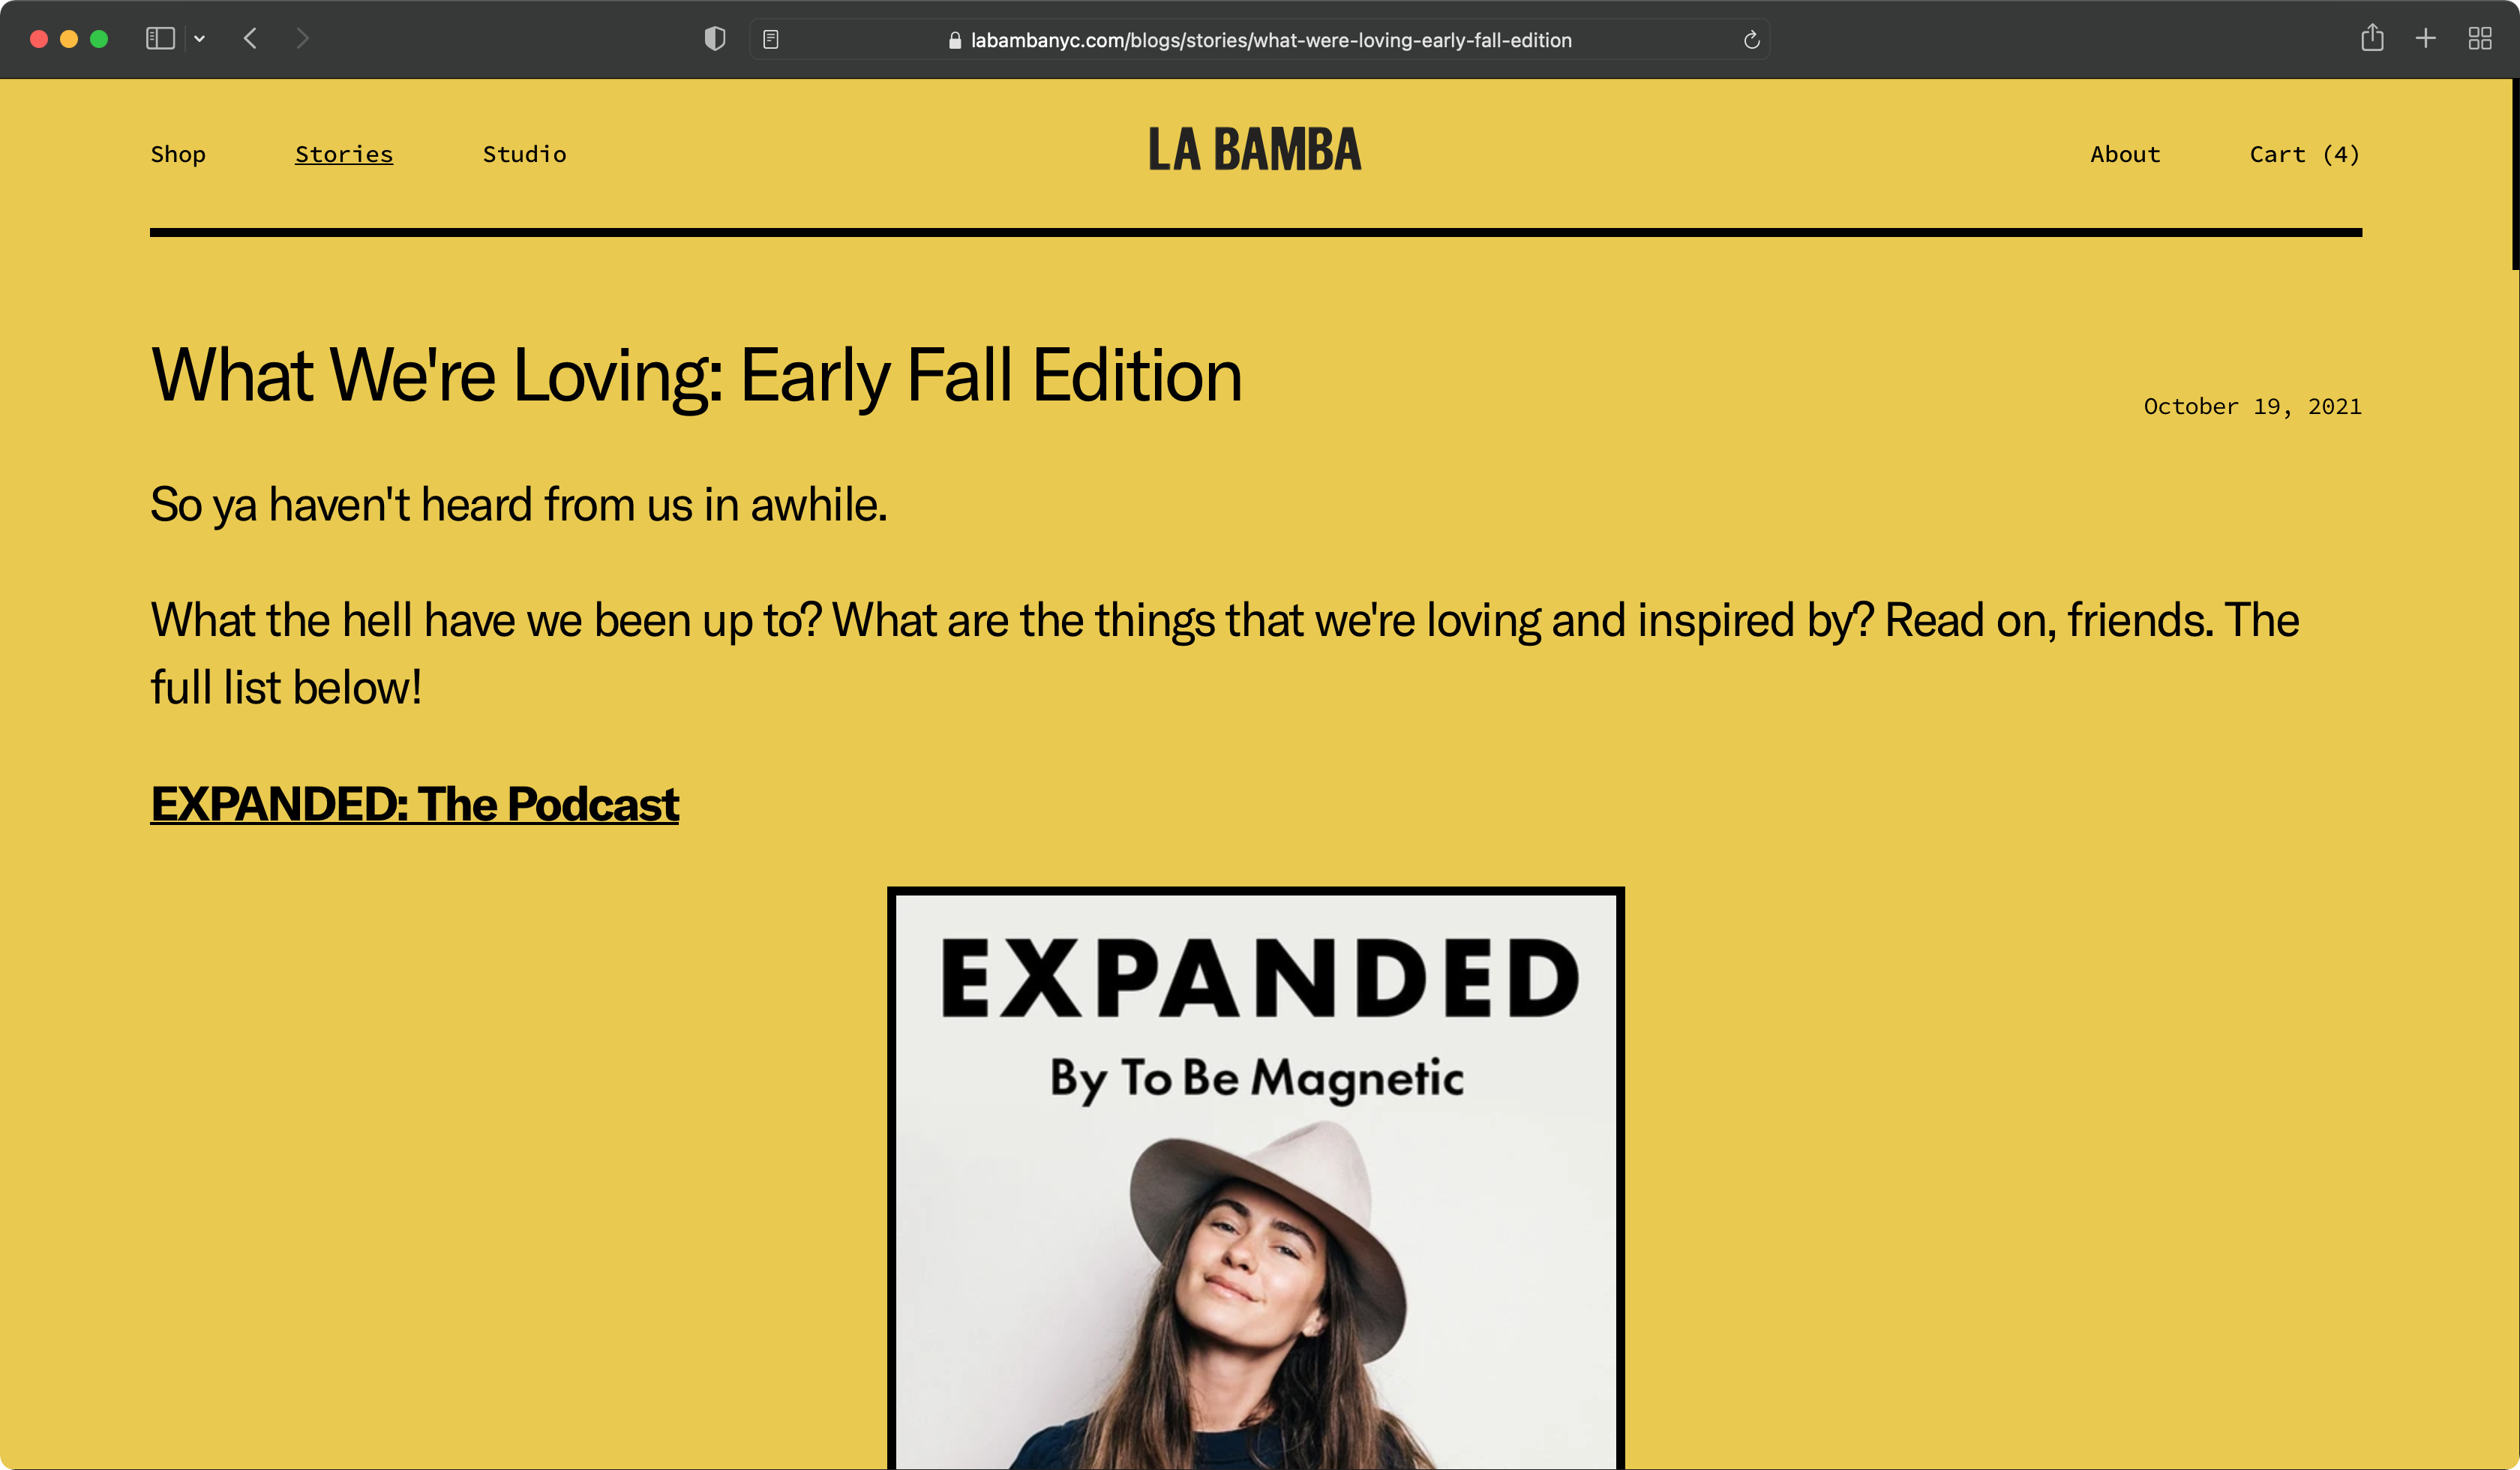 labambanyc.com/blogs/stories/what-were-loving-early-fall-edition
Shop Stories Studio LA BAMBA About Cart (4)
What We're Loving: Early Fall Edition
October 19, 2021
So ya haven't heard from us in awhile.
What the hell have we been up to? What are the things that we're loving and inspired by? Read on, friends. The
full list below!
EXPANDED: The Podcast
EXPANDED
By To Be Magnetic